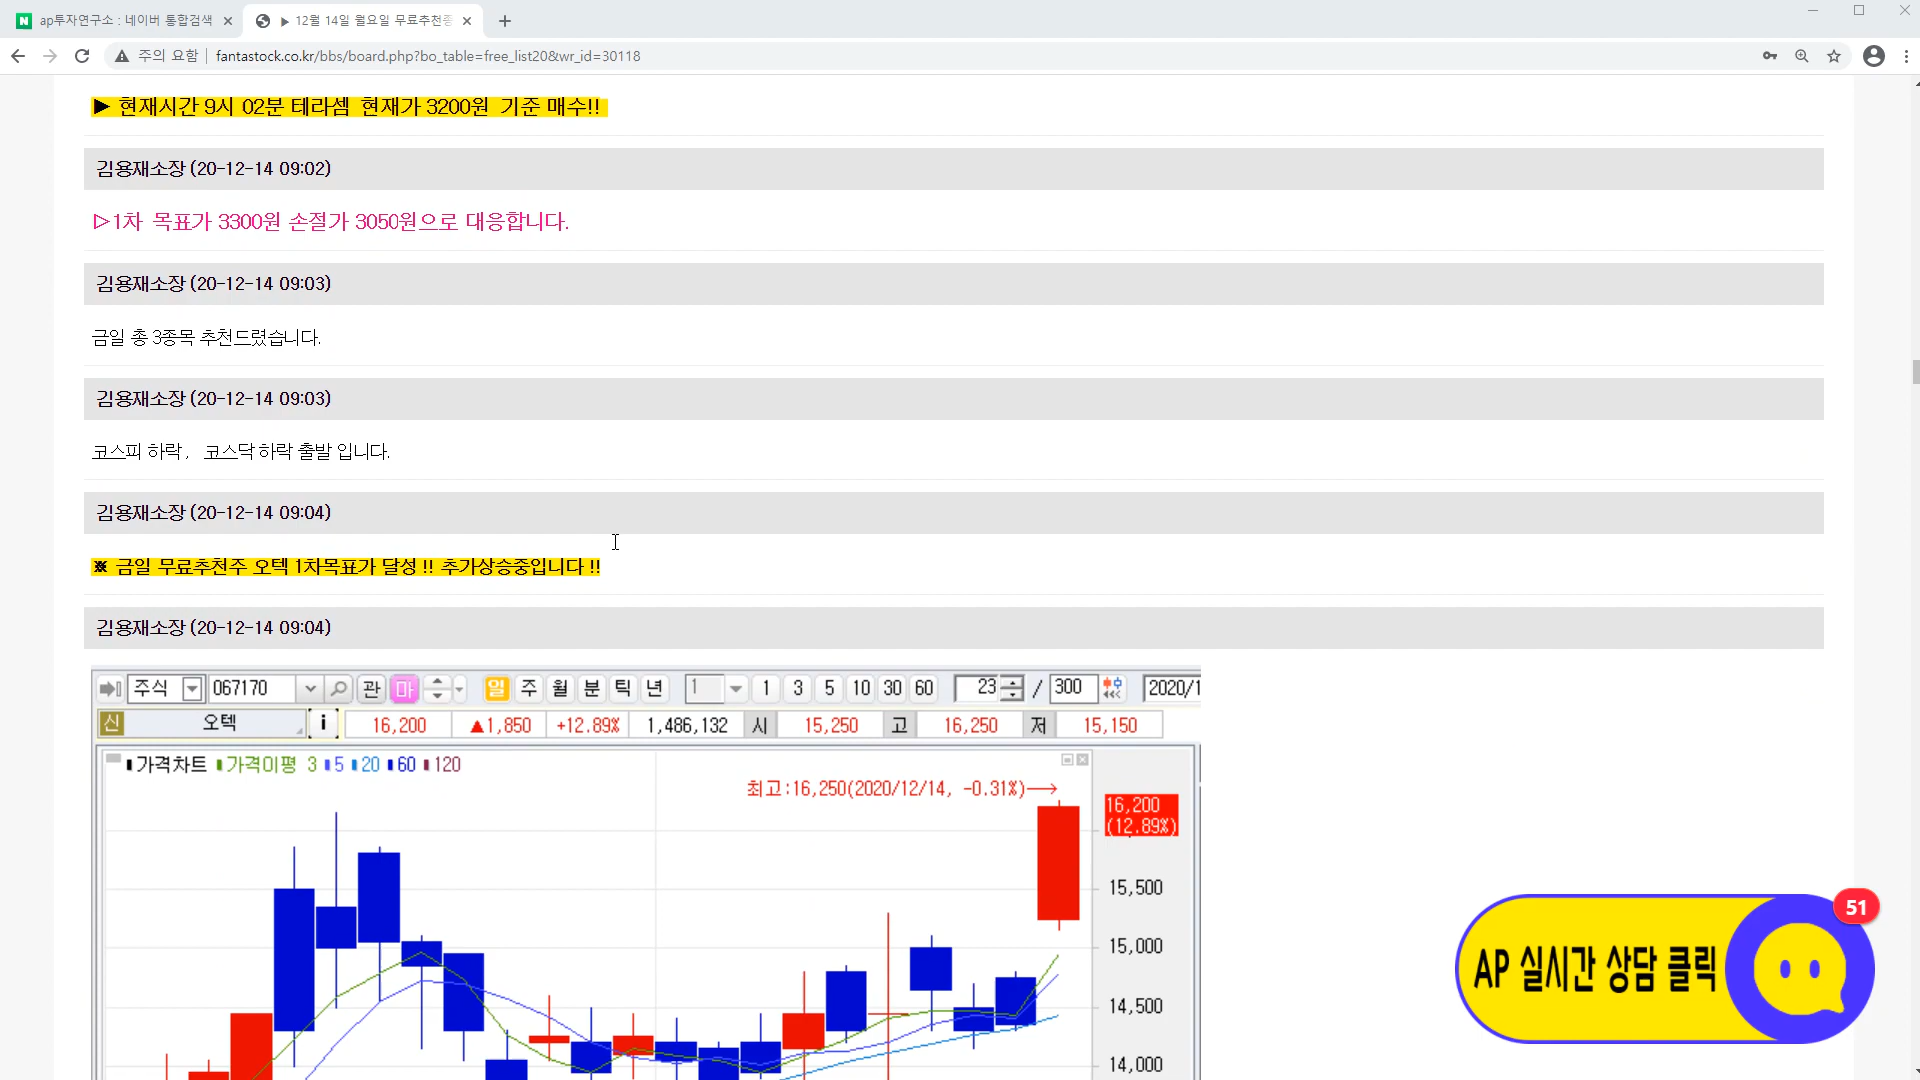 ap투자연구소 : 네이버 통합검색
▶ 12월 14일 월요일 무료추천종
주의 요함
fantastock.co.kr/bbs/board.php?bo_table=free_list20&wr_id=30118
▶ 현재시간 9시 02분 테라셈 현재가 3200원 기준 매수!!
김용재소장 (20-12-14 09:02)
▷1차 목표가 3300원 손절가 3050원으로 대응합니다.
김용재소장 (20-12-14 09:03)
금일 총 3종목 추천드렸습니다.
김용재소장 (20-12-14 09:03)
코스피 하락 , 코스닥 하락 출발 입니다.
김용재소장 (20-12-14 09:04)
※ 금일 무료추천주 오텍 1차목표가 달성 !! 추가상승중입니다 !!
김용재소장 (20-12-14 09:04)
주식 067170 관 마 일 주 월 분 틱 년 1 1 3 5 10 30 60 23 / 300 2020/1
신 오텍 i 16,200 ▲1,850 +12.89% 1,486,132 시 15,250 고 16,250 저 15,150
가격차트 가격이평 3 5 20 60 120
최고:16,250(2020/12/14, -0.31%)→
16,200
(12.89%)
15,500
15,000
14,500
14,000
AP 실시간 상담 클릭
51